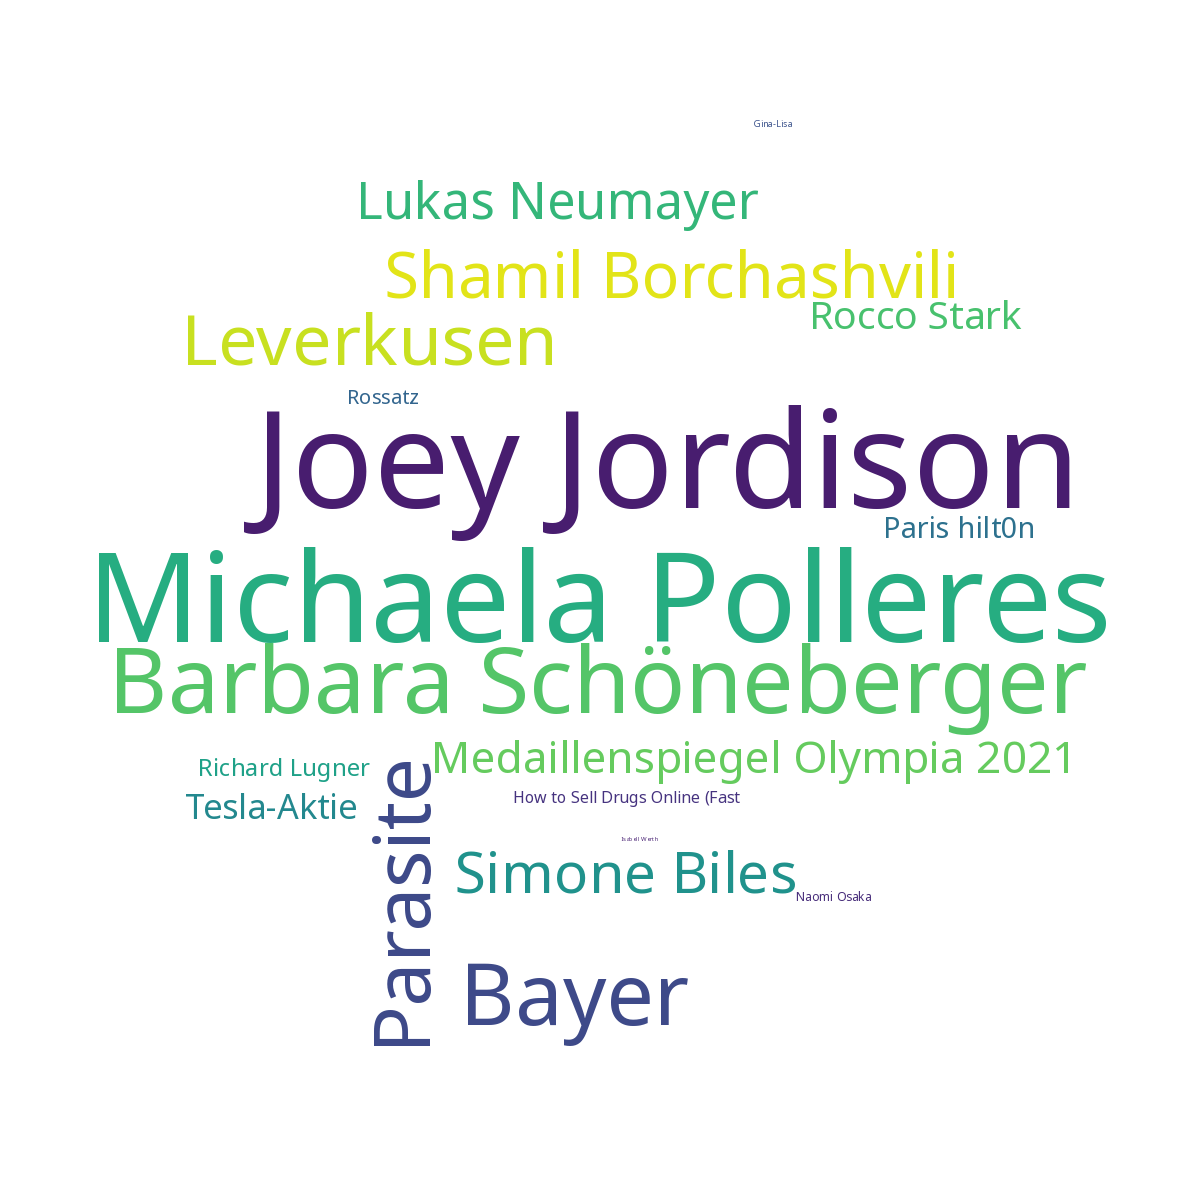 Gina-Lisa
Lukas Neumayer
Shamil Borchashvili
Rocco Stark
Leverkusen
Rossatz
Joey Jordison
Paris hilt0n
Michaela Polleres
Barbara Schöneberger
Medaillenspiegel Olympia 2021
Richard Lugner
Tesla-Aktie
Parasite
How to Sell Drugs Online (Fast
Isabell Werth
Simone Biles
Naomi Osaka
Bayer